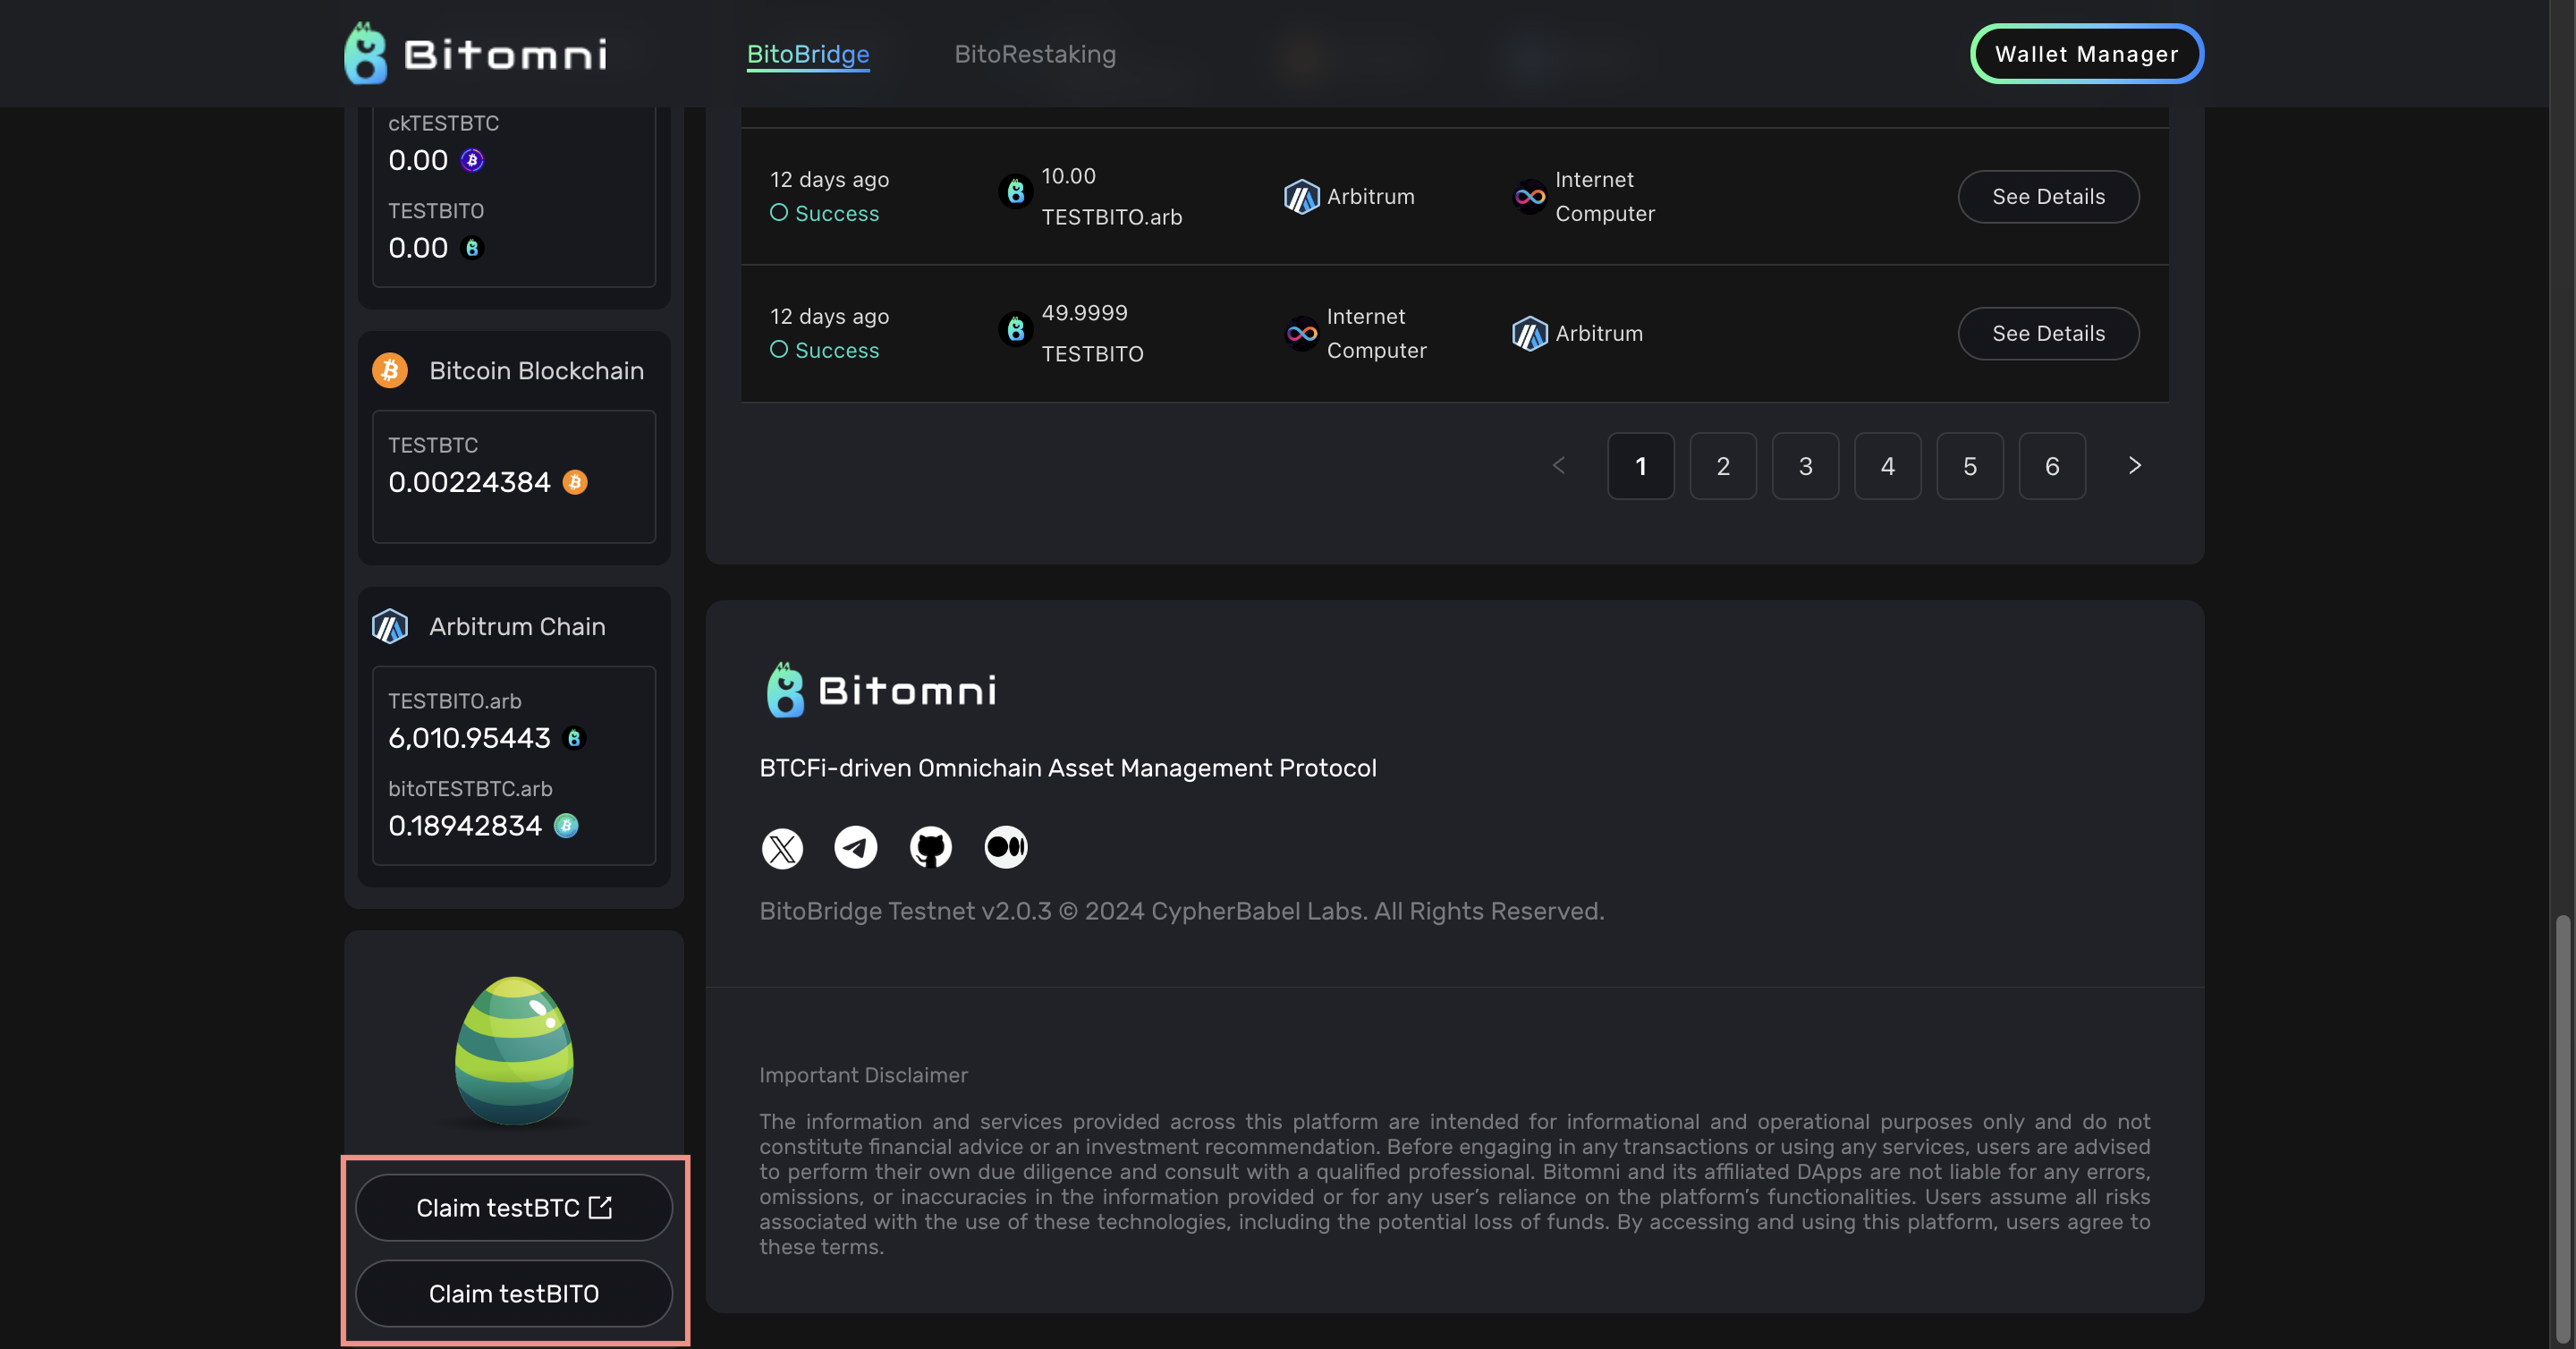 Bitomni
BitoBridge
BitoRestaking
Wallet Manager
ckTESTBTC
0.00
TESTBITO
0.00
Bitcoin Blockchain
TESTBTC
0.00224384
Arbitrum Chain
TESTBITO.arb
6,010.95443
bitoTESTBTC.arb
0.18942834
Claim testBTC
Claim testBITO
12 days ago
Success
10.00
TESTBITO.arb
Arbitrum
Internet
Computer
See Details
12 days ago
Success
49.9999
TESTBITO
Internet
Computer
Arbitrum
See Details
< 1 2 3 4 5 6 >
Bitomni
BTCFi-driven Omnichain Asset Management Protocol
BitoBridge Testnet v2.0.3 © 2024 CypherBabel Labs. All Rights Reserved.
Important Disclaimer
The information and services provided across this platform are intended for informational and operational purposes only and do not
constitute financial advice or an investment recommendation. Before engaging in any transactions or using any services, users are advised
to perform their own due diligence and consult with a qualified professional. Bitomni and its affiliated DApps are not liable for any errors,
omissions, or inaccuracies in the information provided or for any user's reliance on the platform's functionalities. Users assume all risks
associated with the use of these technologies, including the potential loss of funds. By accessing and using this platform, users agree to
these terms.